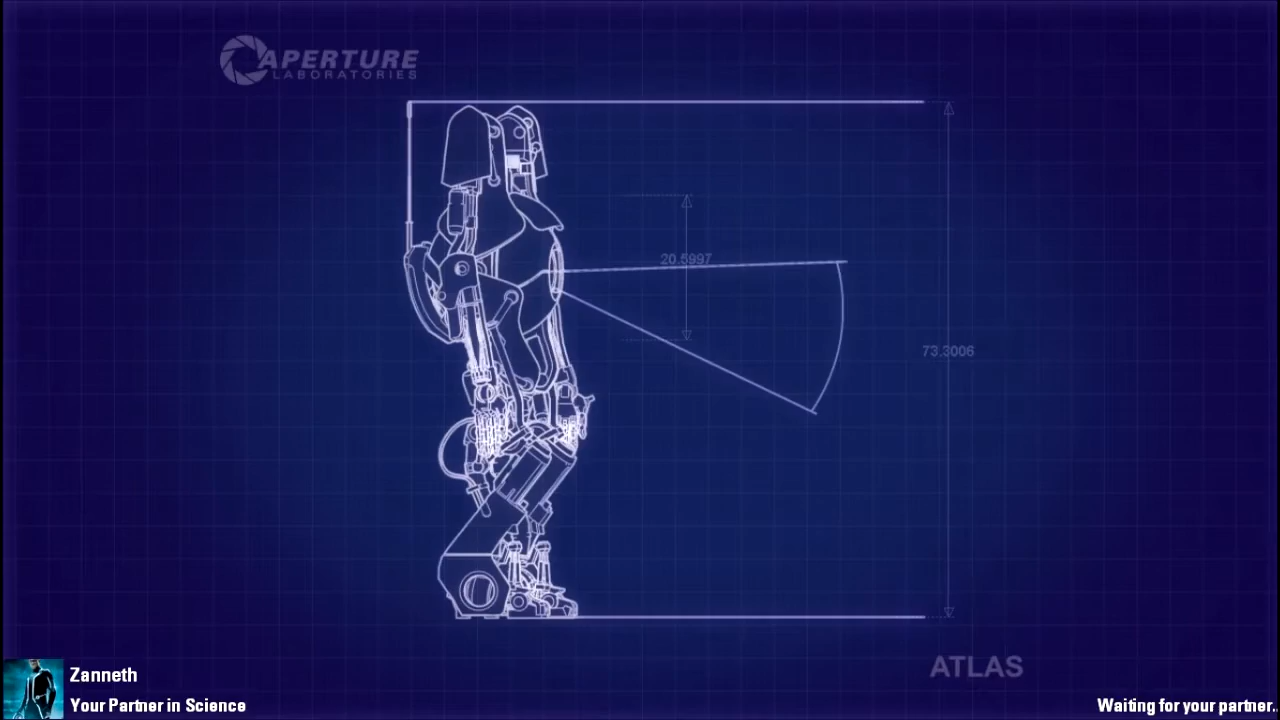 APERTURE
LABORATORIES
20.5997
73.3006
ATLAS
Zanneth
Your Partner in Science
Waiting for your partner..